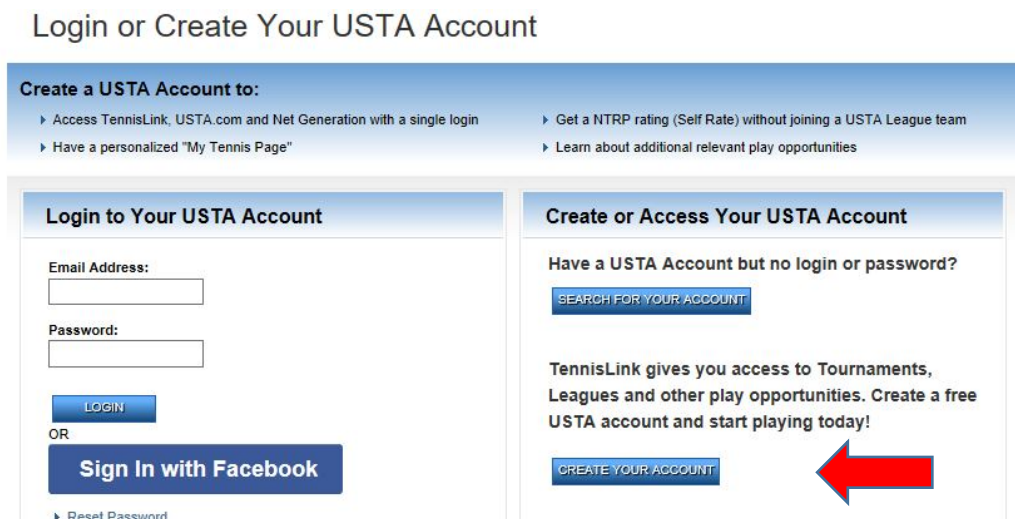 Login or Create Your USTA Account
Create a USTA Account to:
Access TennisLink, USTA.com and Net Generation with a single login
Have a personalized "My Tennis Page"
Get a NTRP rating (Self Rate) without joining a USTA League team
Learn about additional relevant play opportunities
Login to Your USTA Account
Email Address:
Password:
LOGIN
OR
Sign In with Facebook
Reset Password
Create or Access Your USTA Account
Have a USTA Account but no login or password?
SEARCH FOR YOUR ACCOUNT
TennisLink gives you access to Tournaments,
Leagues and other play opportunities. Create a free
USTA account and start playing today!
CREATE YOUR ACCOUNT